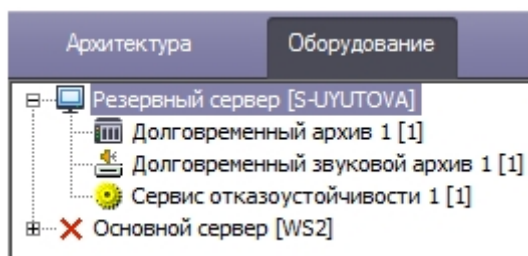 Архитектура Оборудование
Резервный сервер [S-UYUTOVA]
Долговременный архив 1 [1]
Долговременный звуковой архив 1 [1]
Сервис отказоустойчивости 1 [1]
Основной сервер [WS2]